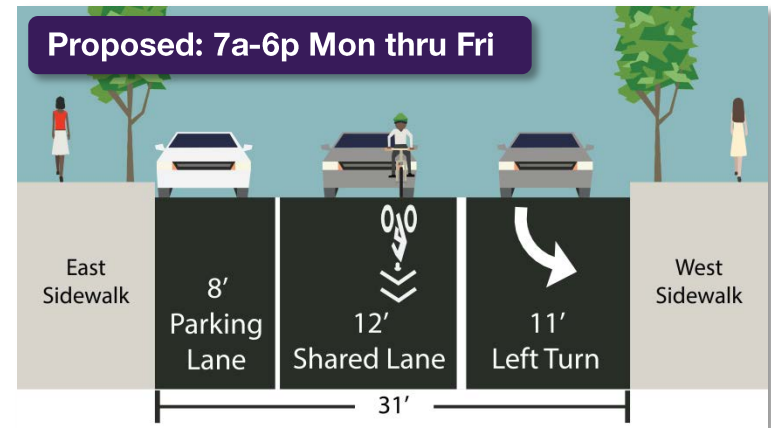 Proposed: 7a-6p Mon thru Fri
East
Sidewalk
8′
Parking
Lane
12′
Shared Lane
11′
Left Turn
West
Sidewalk
31′